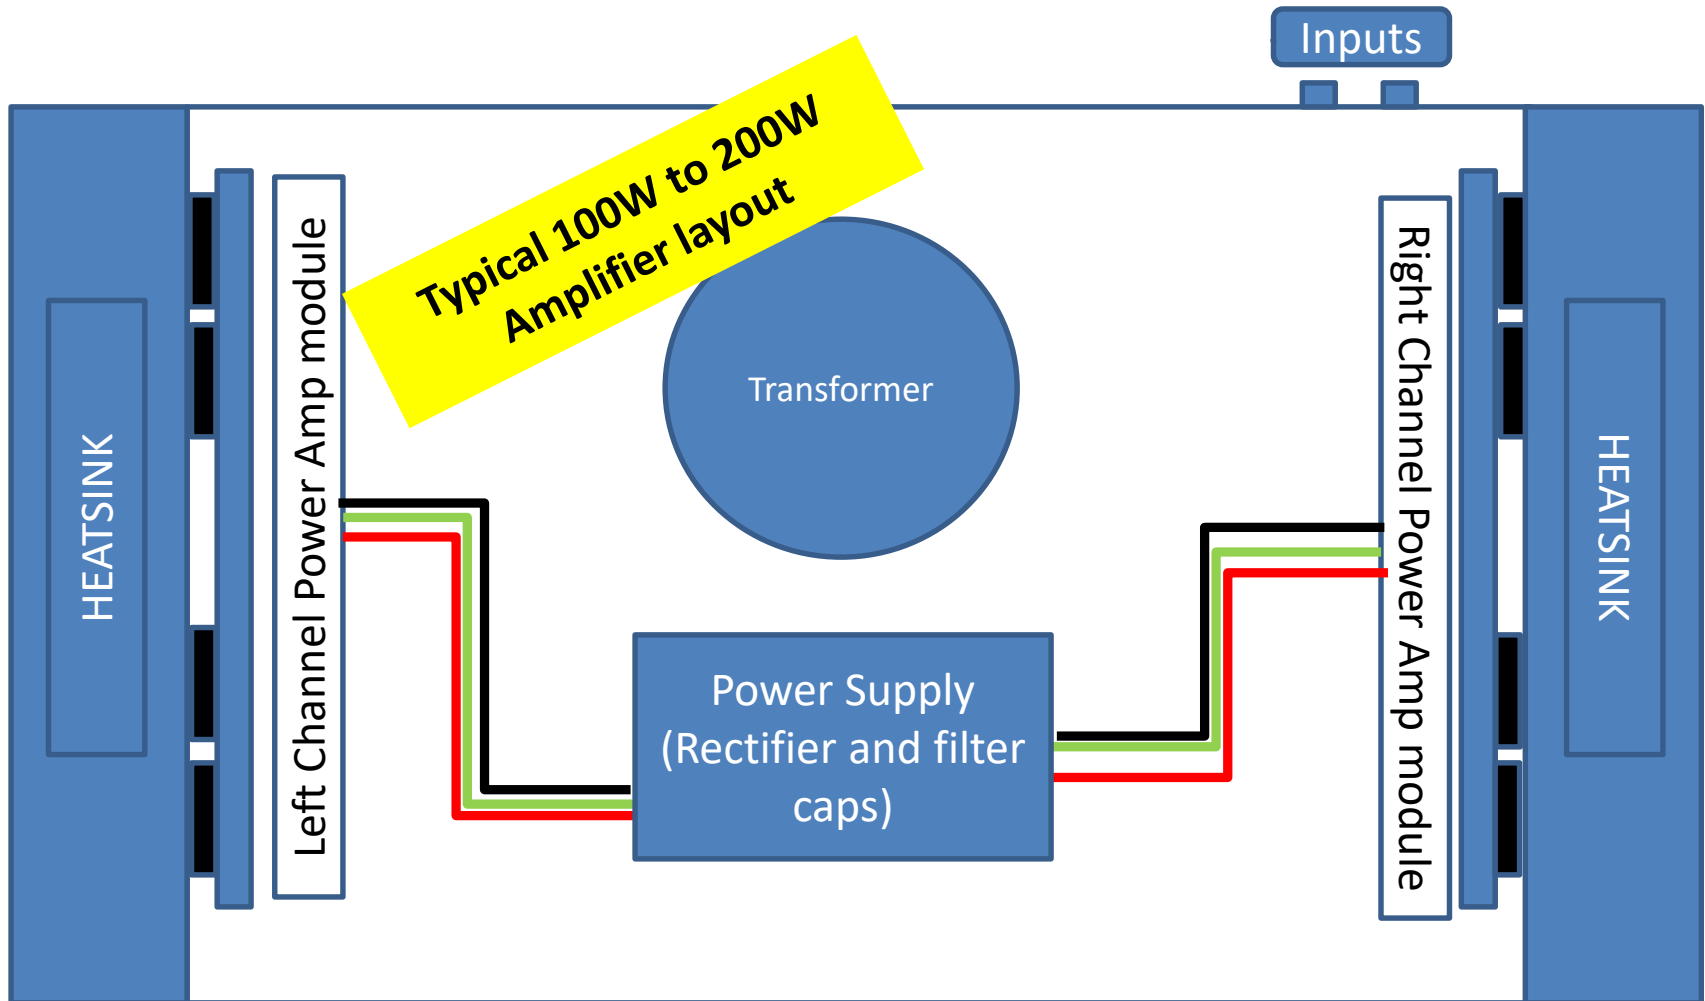 Inputs
Typical 100W to 200W
Amplifier layout
HEATSINK
Left Channel Power Amp module
Transformer
Right Channel Power Amp module
HEATSINK
Power Supply
(Rectifier and filter
caps)